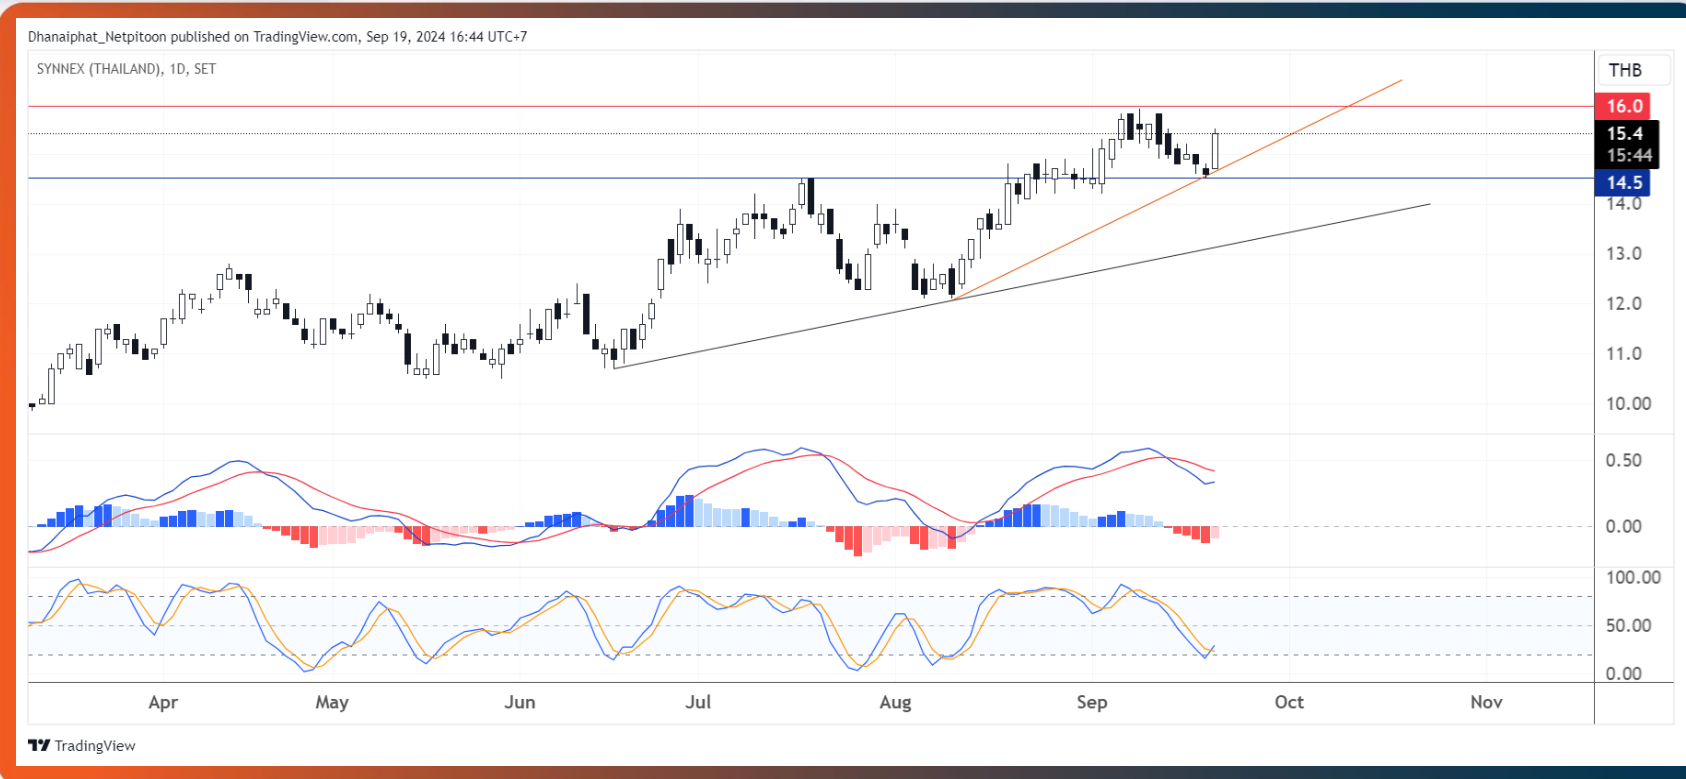 Dhanaiphat_Netpitoon published on TradingView.com, Sep 19, 2024 16:44 UTC+7
SYNNEX (THAILAND), 1D, SET
THB
16.0
15.4
15:44
14.5
14.0
13.0
12.0
11.0
10.00
0.50
0.00
100.00
50.00
0.00
Apr May Jun Jul Aug Sep Oct Nov
TradingView